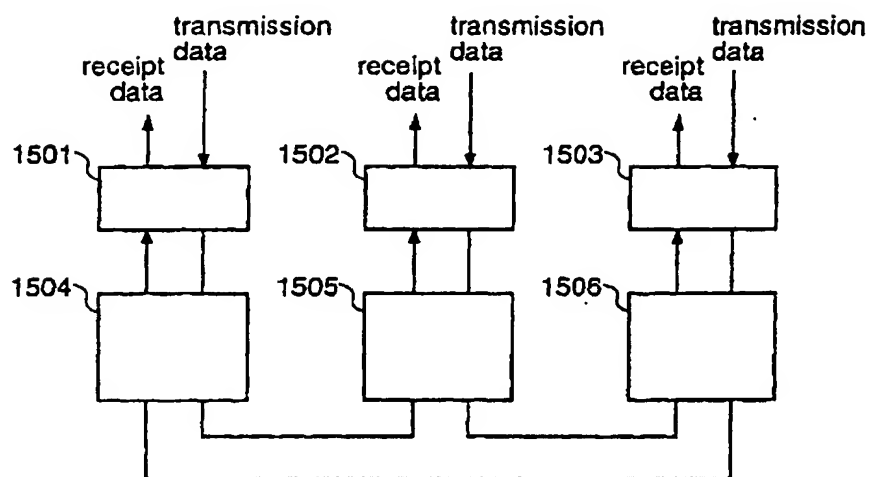 transmission
data
receipt
data
transmission
data
receipt
data
transmission
data
receipt
data
1501
1502
1503
1504
1505
1506